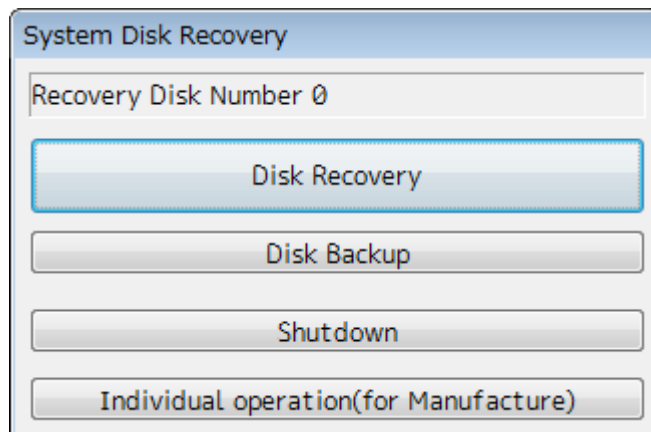 System Disk Recovery
Recovery Disk Number 0
Disk Recovery
Disk Backup
Shutdown
Individual operation(for Manufacture)